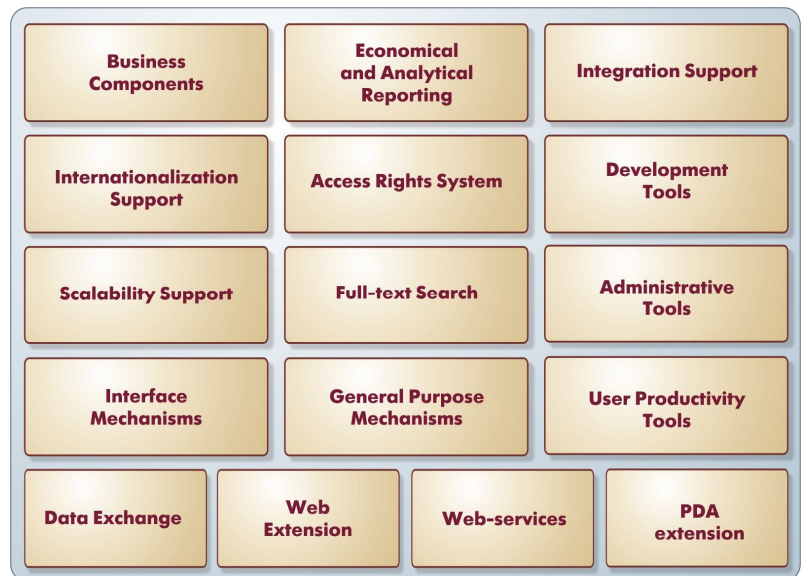 Business
Components
Economical
and Analytical
Reporting
Integration Support
Internationalization
Support
Access Rights System
Development
Tools
Scalability Support
Full-text Search
Administrative
Tools
Interface
Mechanisms
General Purpose
Mechanisms
User Productivity
Tools
Data Exchange
Web
Extension
Web-services
PDA
extension